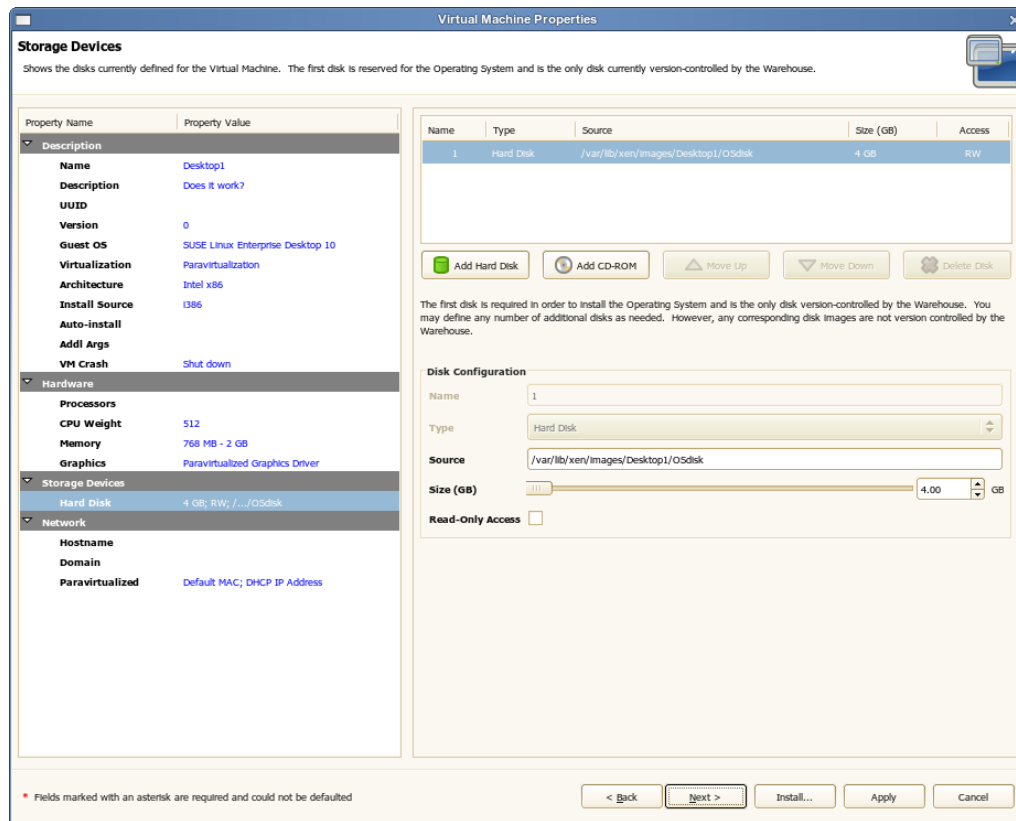 Virtual Machine Properties
Storage Devices
Shows the disks currently defined for the Virtual Machine. The first disk is reserved for the Operating System and is the only disk currently version-controlled by the Warehouse.
Property Name Property Value
Description
Name Desktop1
Description Does it work?
UUID
Version 0
Guest OS SUSE Linux Enterprise Desktop 10
Virtualization Paravirtualization
Architecture Intel x86
Install Source i386
Auto-install
Addl Args
VM Crash Shut down
Hardware
Processors
CPU Weight 512
Memory 768 MB - 2 GB
Graphics Paravirtualized Graphics Driver
Storage Devices
Hard Disk 4 GB; RW; /.../OSdisk
Network
Hostname
Domain
Paravirtualized Default MAC; DHCP IP Address
Name Type Source Size (GB) Access
1 Hard Disk /var/lib/xen/images/Desktop1/OSdisk 4 GB RW
Add Hard Disk Add CD-ROM Move Up Move Down Delete Disk
The first disk is required in order to install the Operating System and is the only disk version-controlled by the Warehouse. You
may define any number of additional disks as needed. However, any corresponding disk images are not version controlled by the
Warehouse.
Disk Configuration
Name 1
Type Hard Disk
Source /var/lib/xen/images/Desktop1/OSdisk
Size (GB) 4.00 GB
Read-Only Access
* Fields marked with an asterisk are required and could not be defaulted
< Back Next > Install... Apply Cancel